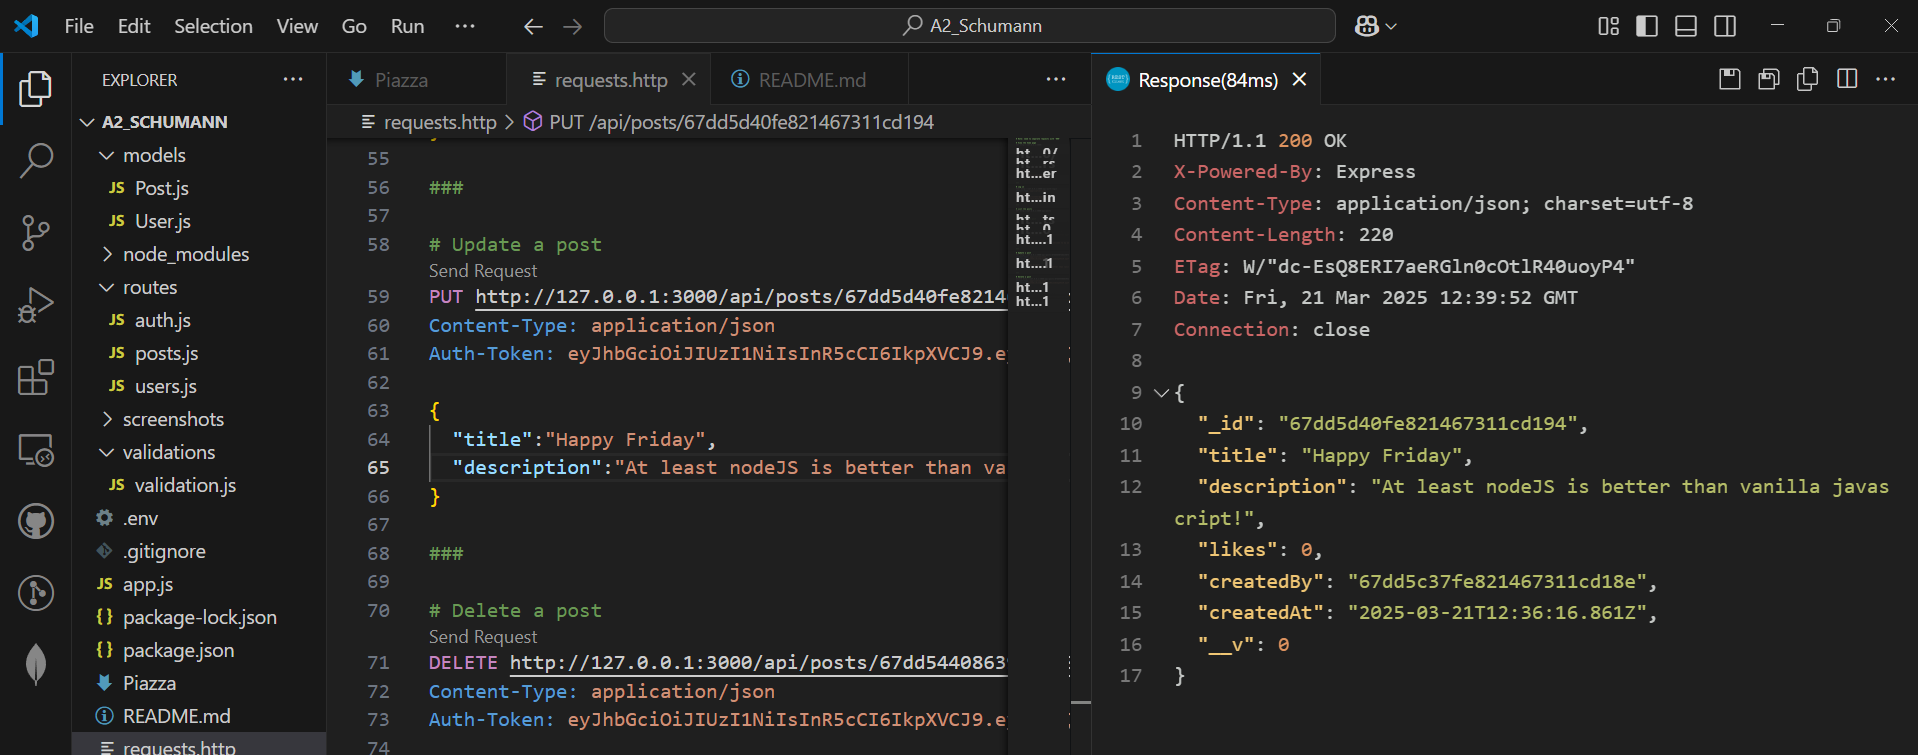 File Edit Selection View Go Run ··· A2_Schumann
EXPLORER
A2_SCHUMANN
models
JS Post.js
JS User.js
node_modules
routes
JS auth.js
JS posts.js
JS users.js
screenshots
validations
JS validation.js
.env
.gitignore
JS app.js
{} package-lock.json
{} package.json
Piazza
README.md
requests.http
Piazza requests.http README.md
requests.http > PUT /api/posts/67dd5d40fe821467311cd194
55
56 ###
57
58 # Update a post
Send Request
59 PUT http://127.0.0.1:3000/api/posts/67dd5d40fe8214
60 Content-Type: application/json
61 Auth-Token: eyJhbGciOiJIUzI1NiIsInR5cCI6IkpXVCJ9.e
62
63 {
64 "title":"Happy Friday",
65 "description":"At least nodeJS is better than va
66 }
67
68 ###
69
70 # Delete a post
Send Request
71 DELETE http://127.0.0.1:3000/api/posts/67dd5440863
72 Content-Type: application/json
73 Auth-Token: eyJhbGciOiJIUzI1NiIsInR5cCI6IkpXVCJ9.e
74
ht...er
ht...in
ht....1
ht...1
ht...1
Response(84ms)
1 HTTP/1.1 200 OK
2 X-Powered-By: Express
3 Content-Type: application/json; charset=utf-8
4 Content-Length: 220
5 ETag: W/"dc-EsQ8ERI7aeRGln0cOtlR40uoyP4"
6 Date: Fri, 21 Mar 2025 12:39:52 GMT
7 Connection: close
8
9 {
10 "_id": "67dd5d40fe821467311cd194",
11 "title": "Happy Friday",
12 "description": "At least nodeJS is better than vanilla javas
cript!",
13 "likes": 0,
14 "createdBy": "67dd5c37fe821467311cd18e",
15 "createdAt": "2025-03-21T12:36:16.861Z",
16 "__v": 0
17 }